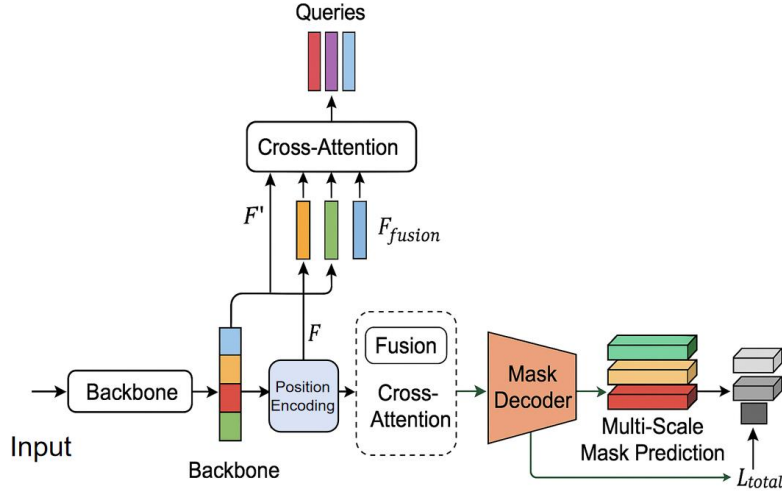 Queries
Cross-Attention
F'
F_fusion
F
Fusion
Cross-
Attention
Backbone
Position
Encoding
Mask
Decoder
Input
Backbone
Multi-Scale
Mask Prediction
L_total